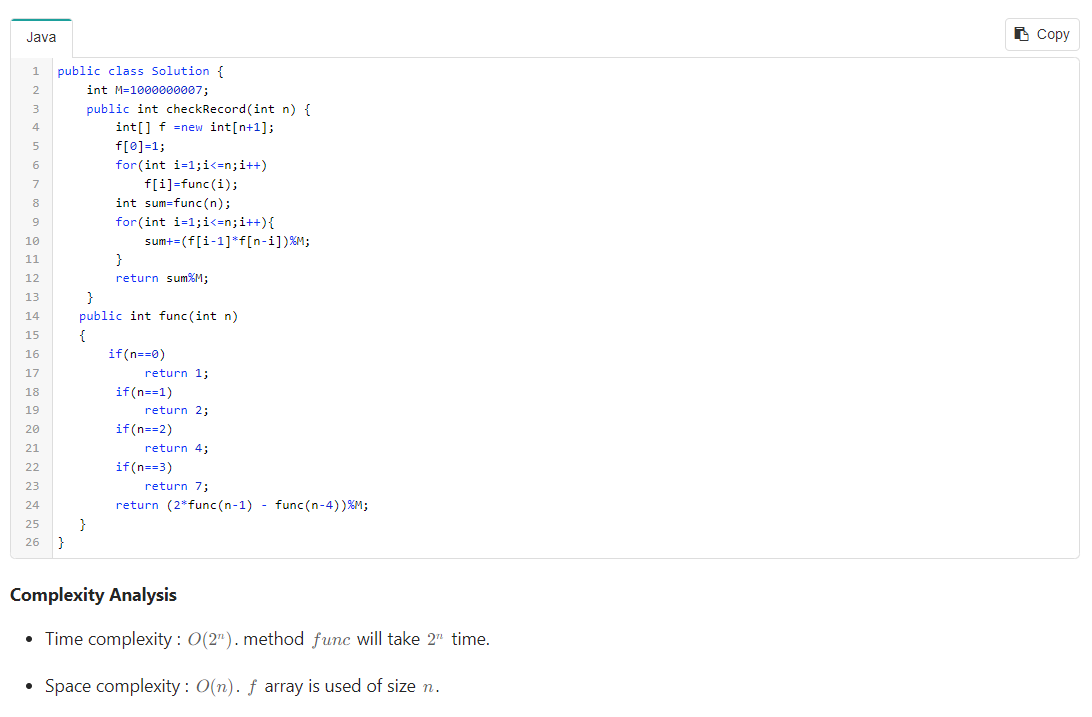 Java
Copy
1 public class Solution {
2     int M=1000000007;
3     public int checkRecord(int n) {
4         int[] f =new int[n+1];
5         f[0]=1;
6         for(int i=1;i<=n;i++)
7             f[i]=func(i);
8         int sum=func(n);
9         for(int i=1;i<=n;i++){
10             sum+=(f[i-1]*f[n-i])%M;
11         }
12         return sum%M;
13     }
14    public int func(int n)
15    {
16        if(n==0)
17             return 1;
18         if(n==1)
19             return 2;
20         if(n==2)
21             return 4;
22         if(n==3)
23             return 7;
24         return (2*func(n-1) - func(n-4))%M;
25    }
26 }
Complexity Analysis
• Time complexity : O(2ⁿ). method func will take 2ⁿ time.
• Space complexity : O(n). f array is used of size n.